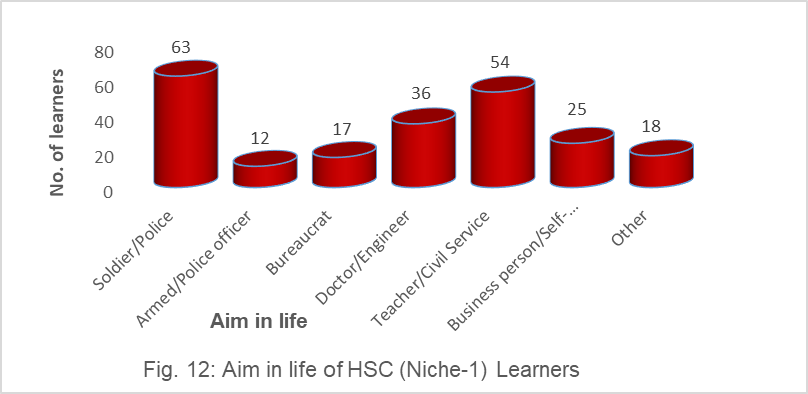 63
54
36
25
18
17
12
80
60
40
20
0
No. of learners
Soldier/Police
Armed/Police officer
Bureaucrat
Doctor/Engineer
Teacher/Civil Service
Business person/Self-...
Other
Aim in life
Fig. 12: Aim in life of HSC (Niche-1) Learners